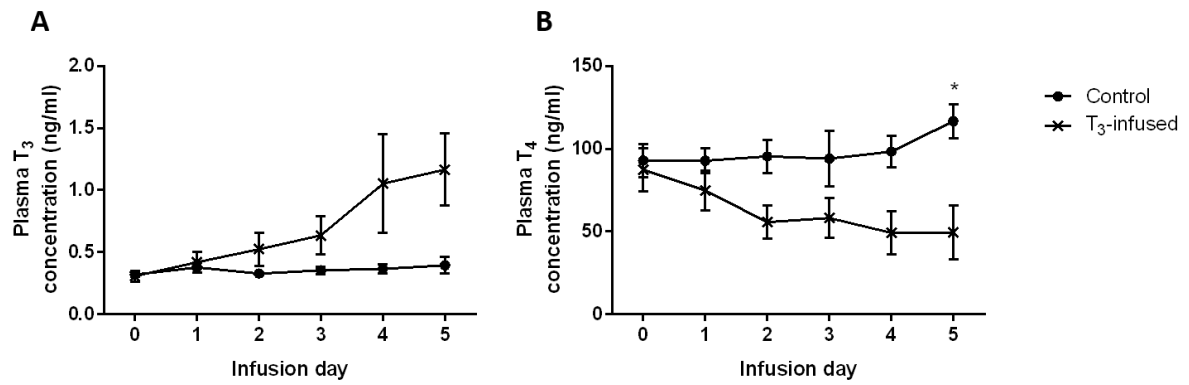 A
Plasma T3
concentration (ng/ml)
2.0
1.5
1.0
0.5
0.0
0 1 2 3 4 5
Infusion day
B
Plasma T4
concentration (ng/ml)
150
100
50
0
*
0 1 2 3 4 5
Infusion day
Control
T3-infused